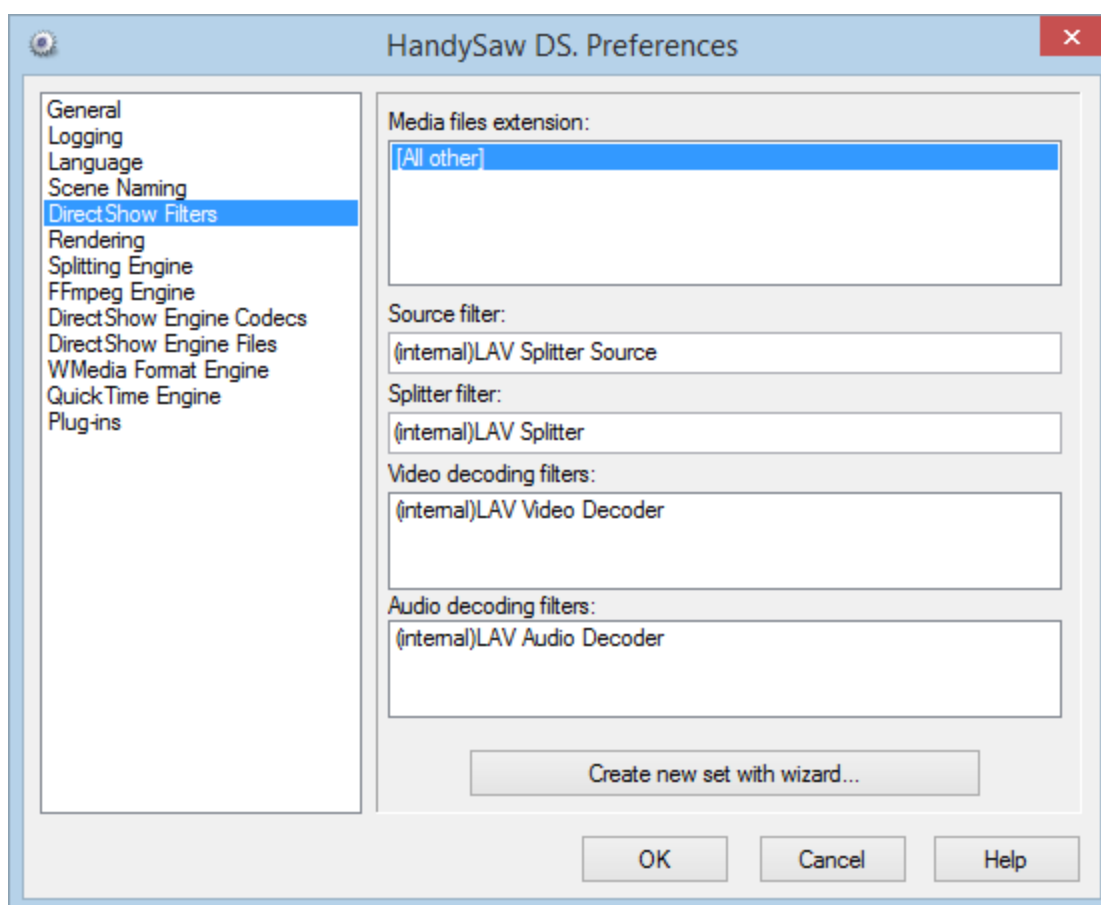 HandySaw DS. Preferences
General
Logging
Language
Scene Naming
DirectShow Filters
Rendering
Splitting Engine
FFmpeg Engine
DirectShow Engine Codecs
DirectShow Engine Files
WMedia Format Engine
QuickTime Engine
Plug-ins
Media files extension:
[All other]
Source filter:
(internal)LAV Splitter Source
Splitter filter:
(internal)LAV Splitter
Video decoding filters:
(internal)LAV Video Decoder
Audio decoding filters:
(internal)LAV Audio Decoder
Create new set with wizard...
OK
Cancel
Help